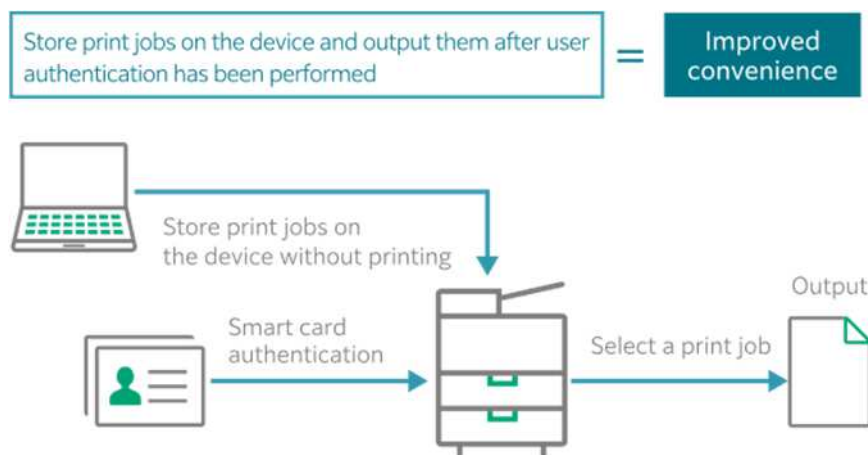 Store print jobs on the device and output them after user
authentication has been performed
=
Improved
convenience
Store print jobs on
the device without printing
Output
Smart card
authentication
Select a print job